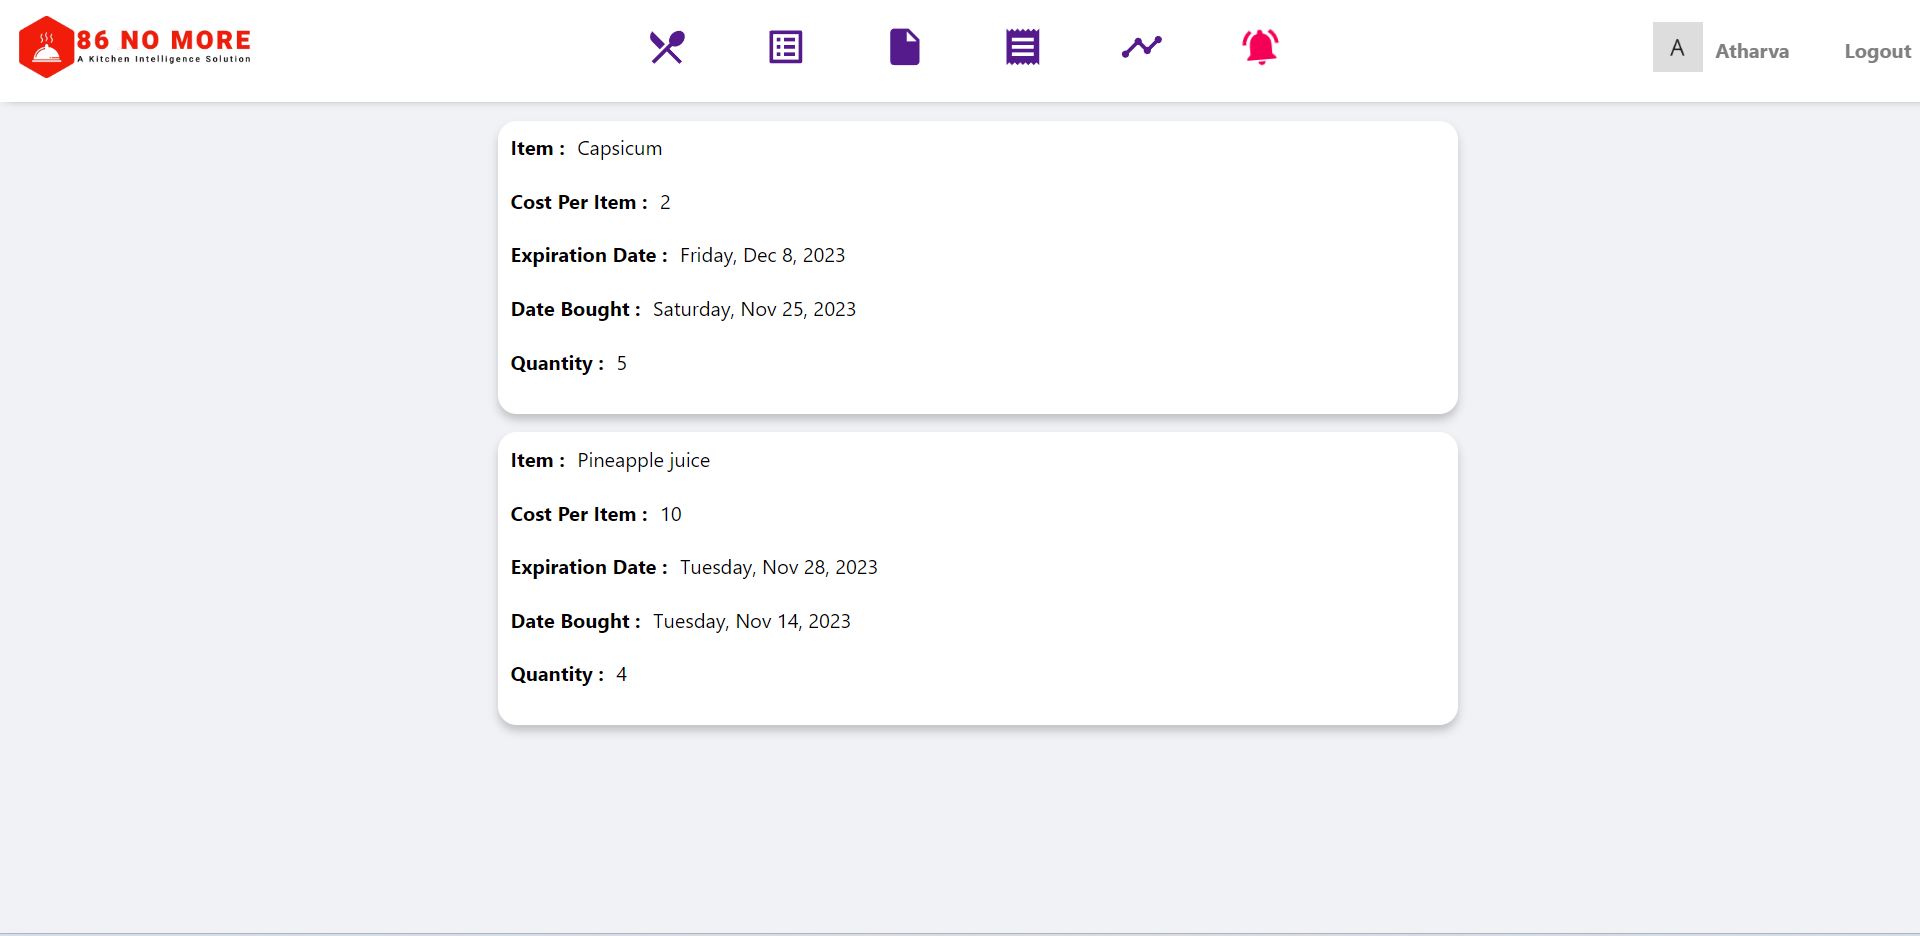 86 NO MORE
A Kitchen Intelligence Solution
A
Atharva
Logout
Item : Capsicum
Cost Per Item : 2
Expiration Date : Friday, Dec 8, 2023
Date Bought : Saturday, Nov 25, 2023
Quantity : 5
Item : Pineapple juice
Cost Per Item : 10
Expiration Date : Tuesday, Nov 28, 2023
Date Bought : Tuesday, Nov 14, 2023
Quantity : 4